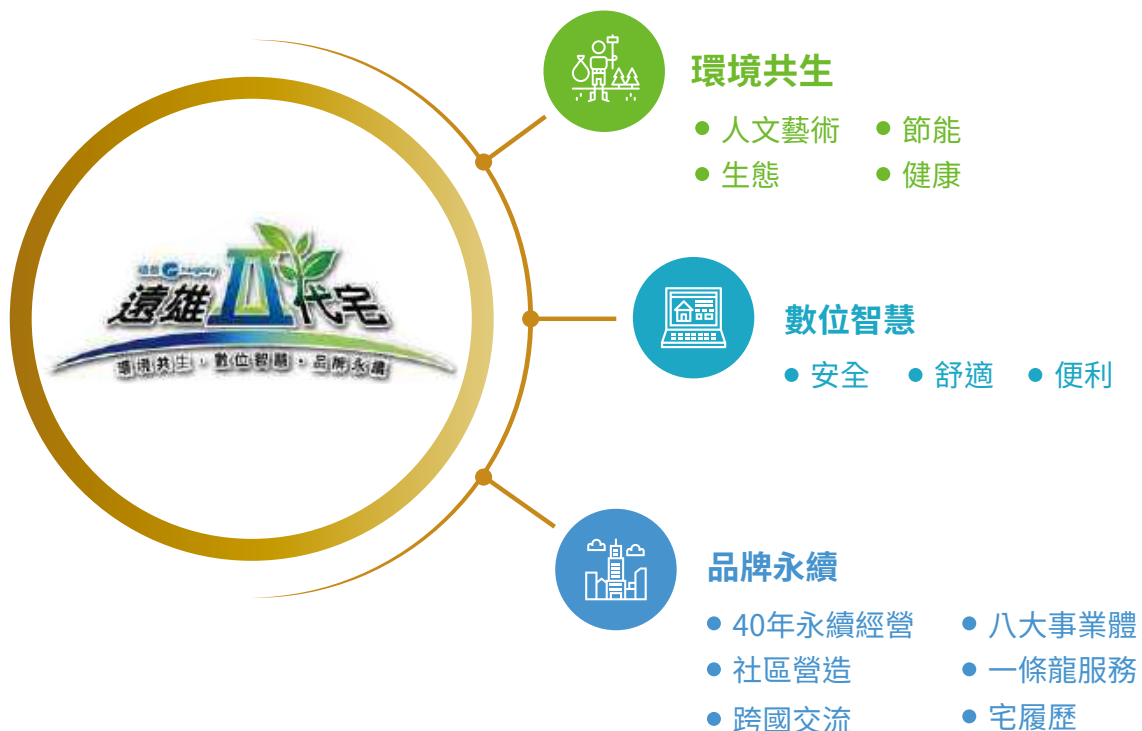 遠雄
遠雄 代宅
環境共生・數位智慧・品牌永續
環境共生
人文藝術
節能
生態
健康
數位智慧
安全
舒適
便利
品牌永續
40年永續經營
八大事業體
社區營造
一條龍服務
跨國交流
宅履歷